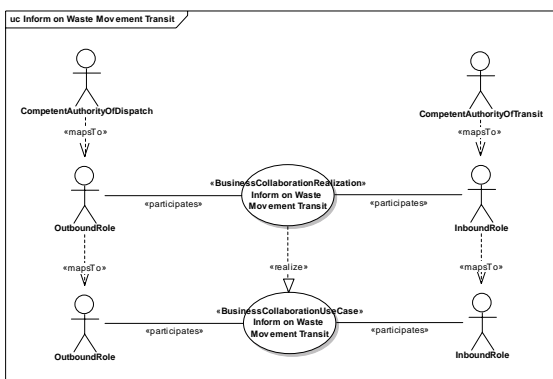 uc Inform on Waste Movement Transit
CompetentAuthorityOfDispatch
CompetentAuthorityOfTransit
«mapsTo»
«mapsTo»
«BusinessCollaborationRealization»
Inform on Waste
Movement Transit
«participates»
«participates»
OutboundRole
InboundRole
«mapsTo»
«realize»
«mapsTo»
«BusinessCollaborationUseCase»
Inform on Waste
Movement Transit
«participates»
«participates»
OutboundRole
InboundRole